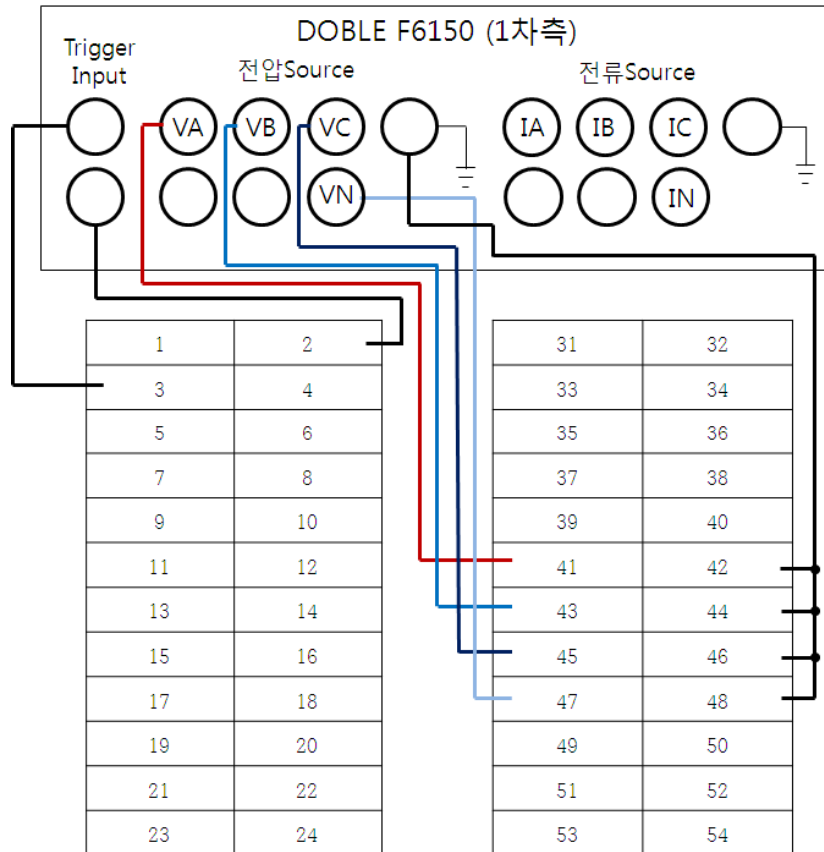 DOBLE F6150 (1차측)
Trigger
Input
전압Source
전류Source
VA VB VC IA IB IC
VN IN
1 2 31 32
3 4 33 34
5 6 35 36
7 8 37 38
9 10 39 40
11 12 41 42
13 14 43 44
15 16 45 46
17 18 47 48
19 20 49 50
21 22 51 52
23 24 53 54